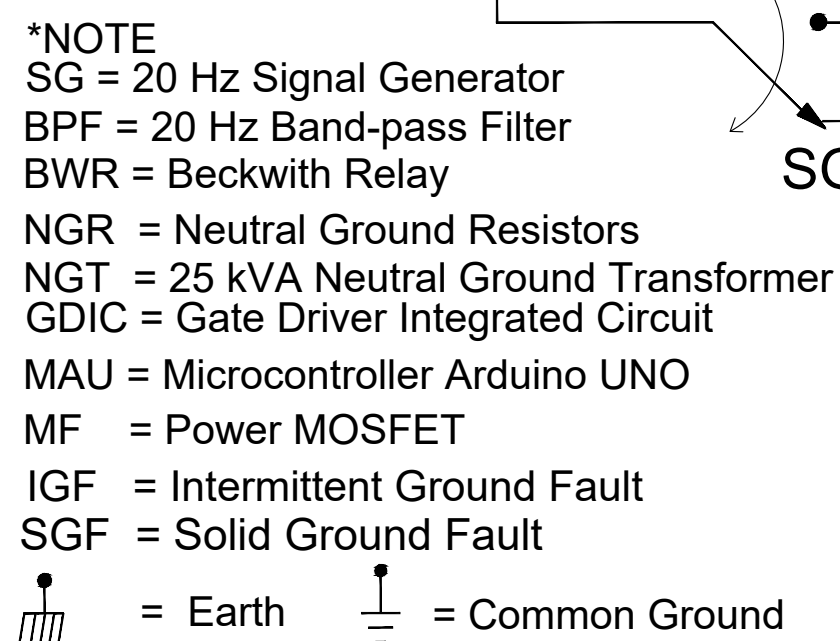 *NOTE
SG = 20 Hz Signal Generator
BPF = 20 Hz Band-pass Filter
BWR = Beckwith Relay
NGR = Neutral Ground Resistors
NGT = 25 kVA Neutral Ground Transformer
GDIC = Gate Driver Integrated Circuit
MAU = Microcontroller Arduino UNO
MF = Power MOSFET
IGF = Intermittent Ground Fault
SGF = Solid Ground Fault
= Earth = Common Ground